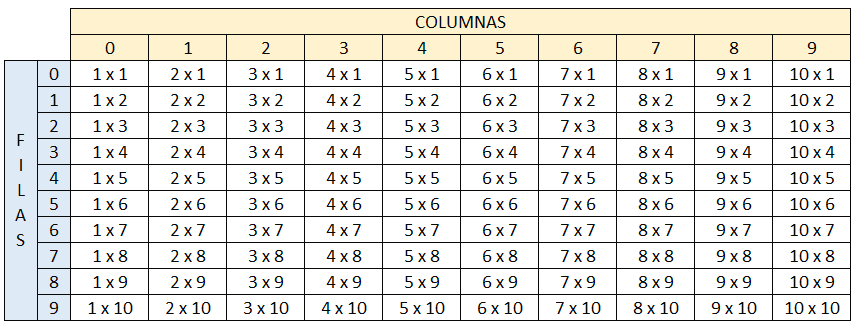 COLUMNAS
0 1 2 3 4 5 6 7 8 9
FILAS
0 1 x 1 2 x 1 3 x 1 4 x 1 5 x 1 6 x 1 7 x 1 8 x 1 9 x 1 10 x 1
1 1 x 2 2 x 2 3 x 2 4 x 2 5 x 2 6 x 2 7 x 2 8 x 2 9 x 2 10 x 2
2 1 x 3 2 x 3 3 x 3 4 x 3 5 x 3 6 x 3 7 x 3 8 x 3 9 x 3 10 x 3
3 1 x 4 2 x 4 3 x 4 4 x 4 5 x 4 6 x 4 7 x 4 8 x 4 9 x 4 10 x 4
4 1 x 5 2 x 5 3 x 5 4 x 5 5 x 5 6 x 5 7 x 5 8 x 5 9 x 5 10 x 5
5 1 x 6 2 x 6 3 x 6 4 x 6 5 x 6 6 x 6 7 x 6 8 x 6 9 x 6 10 x 6
6 1 x 7 2 x 7 3 x 7 4 x 7 5 x 7 6 x 7 7 x 7 8 x 7 9 x 7 10 x 7
7 1 x 8 2 x 8 3 x 8 4 x 8 5 x 8 6 x 8 7 x 8 8 x 8 9 x 8 10 x 8
8 1 x 9 2 x 9 3 x 9 4 x 9 5 x 9 6 x 9 7 x 9 8 x 9 9 x 9 10 x 9
9 1 x 10 2 x 10 3 x 10 4 x 10 5 x 10 6 x 10 7 x 10 8 x 10 9 x 10 10 x 10